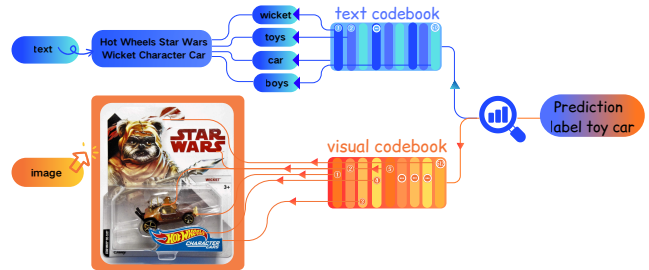 text codebook
wicket
toys
car
boys
text
Hot Wheels Star Wars
Wicket Character Car
Prediction
label toy car
visual codebook
image
STAR
WARS
3+
HOT WHEELS
CHARACTER
CARS